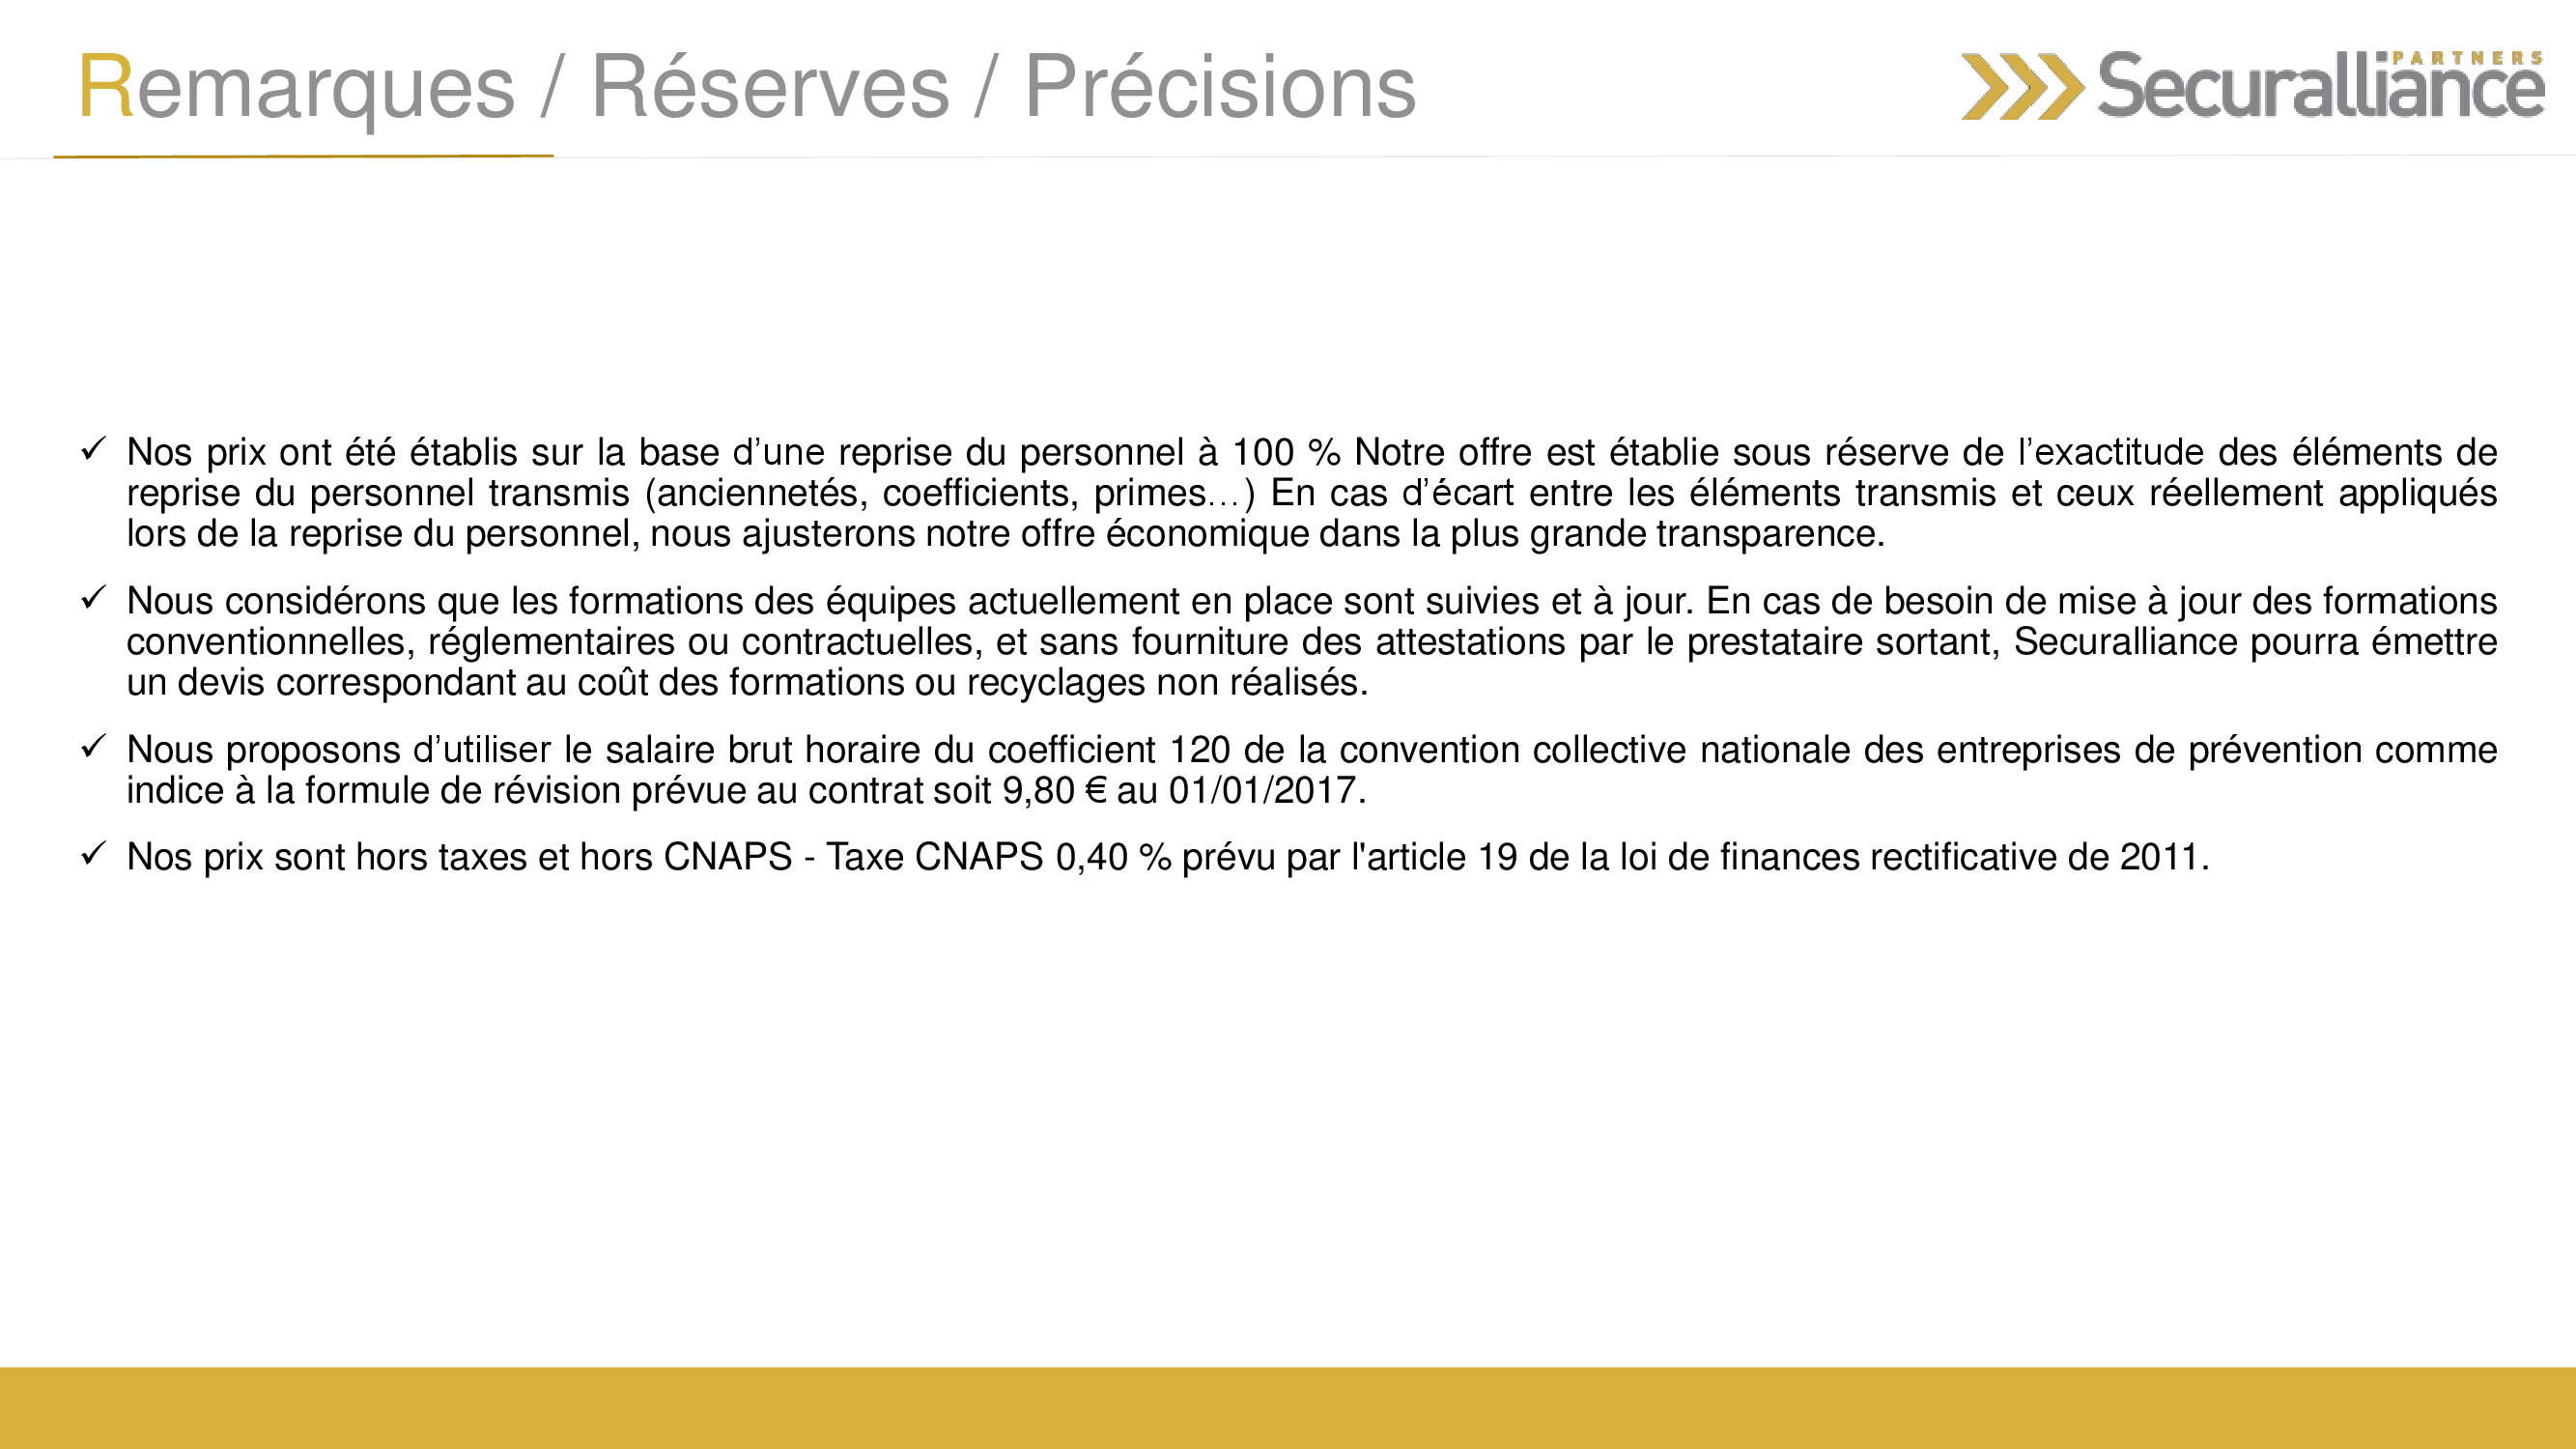 Remarques / Réserves / Précisions
PARTNERS
Securalliance
✓ Nos prix ont été établis sur la base d’une reprise du personnel à 100 % Notre offre est établie sous réserve de l’exactitude des éléments de
reprise du personnel transmis (anciennetés, coefficients, primes…) En cas d’écart entre les éléments transmis et ceux réellement appliqués
lors de la reprise du personnel, nous ajusterons notre offre économique dans la plus grande transparence.
✓ Nous considérons que les formations des équipes actuellement en place sont suivies et à jour. En cas de besoin de mise à jour des formations
conventionnelles, réglementaires ou contractuelles, et sans fourniture des attestations par le prestataire sortant, Securalliance pourra émettre
un devis correspondant au coût des formations ou recyclages non réalisés.
✓ Nous proposons d’utiliser le salaire brut horaire du coefficient 120 de la convention collective nationale des entreprises de prévention comme
indice à la formule de révision prévue au contrat soit 9,80 € au 01/01/2017.
✓ Nos prix sont hors taxes et hors CNAPS - Taxe CNAPS 0,40 % prévu par l'article 19 de la loi de finances rectificative de 2011.